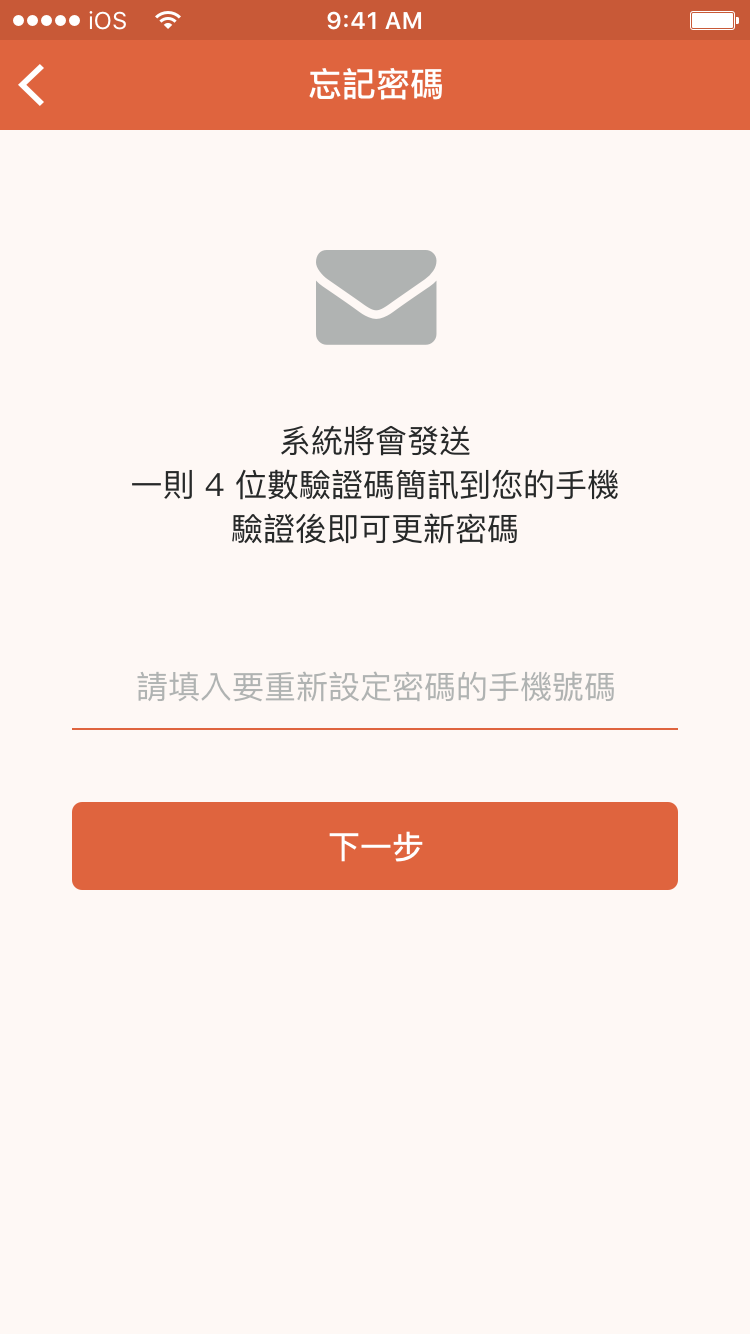 iOS 9:41 AM
忘記密碼
系統將會發送
一則 4 位數驗證碼簡訊到您的手機
驗證後即可更新密碼
請填入要重新設定密碼的手機號碼
下一步